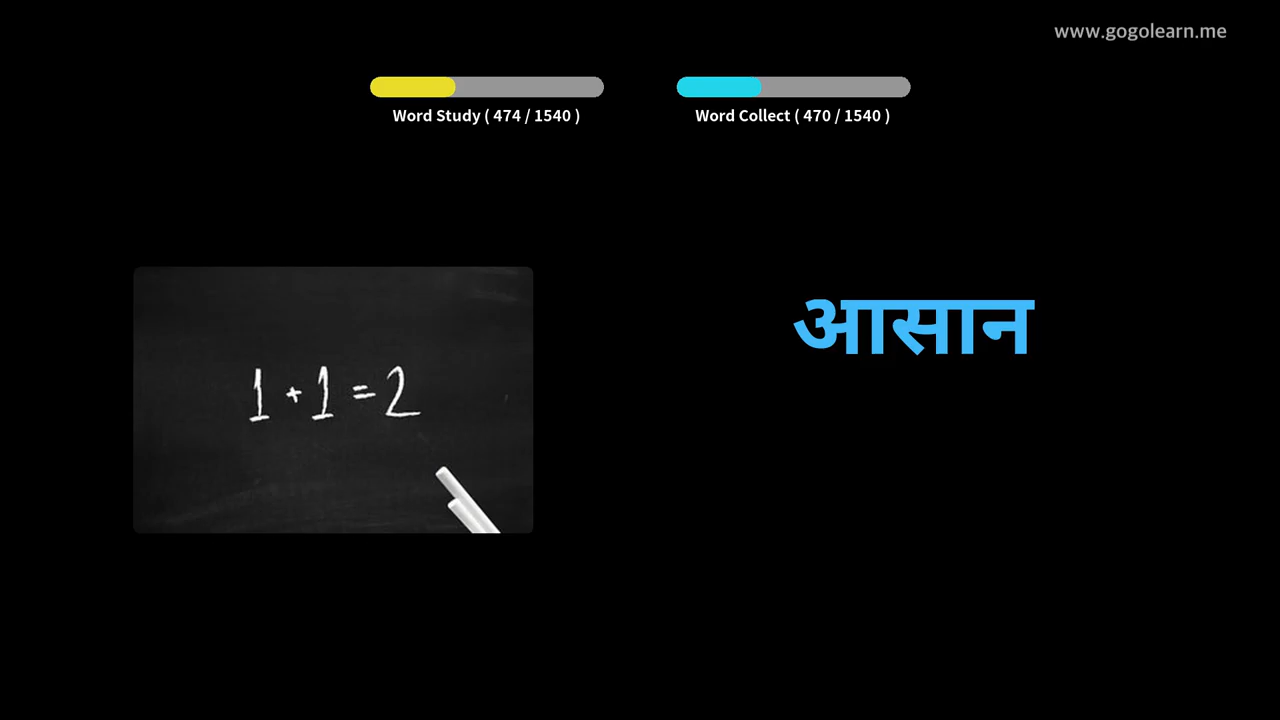 www.gogolearn.me
Word Study ( 474 / 1540 )
Word Collect ( 470 / 1540 )
1 + 1 = 2
आसान